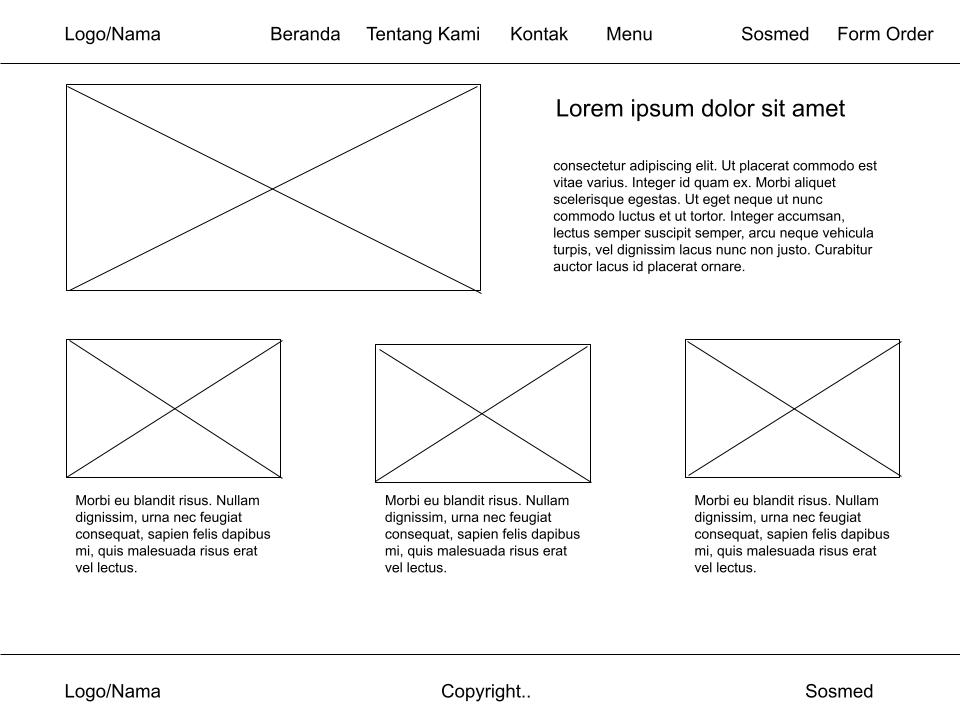 Logo/Nama Beranda Tentang Kami Kontak Menu Sosmed Form Order
Lorem ipsum dolor sit amet
consectetur adipiscing elit. Ut placerat commodo est
vitae varius. Integer id quam ex. Morbi aliquet
scelerisque egestas. Ut eget neque ut nunc
commodo luctus et ut tortor. Integer accumsan,
lectus semper suscipit semper, arcu neque vehicula
turpis, vel dignissim lacus nunc non justo. Curabitur
auctor lacus id placerat ornare.
Morbi eu blandit risus. Nullam
dignissim, urna nec feugiat
consequat, sapien felis dapibus
mi, quis malesuada risus erat
vel lectus.
Morbi eu blandit risus. Nullam
dignissim, urna nec feugiat
consequat, sapien felis dapibus
mi, quis malesuada risus erat
vel lectus.
Morbi eu blandit risus. Nullam
dignissim, urna nec feugiat
consequat, sapien felis dapibus
mi, quis malesuada risus erat
vel lectus.
Logo/Nama Copyright.. Sosmed